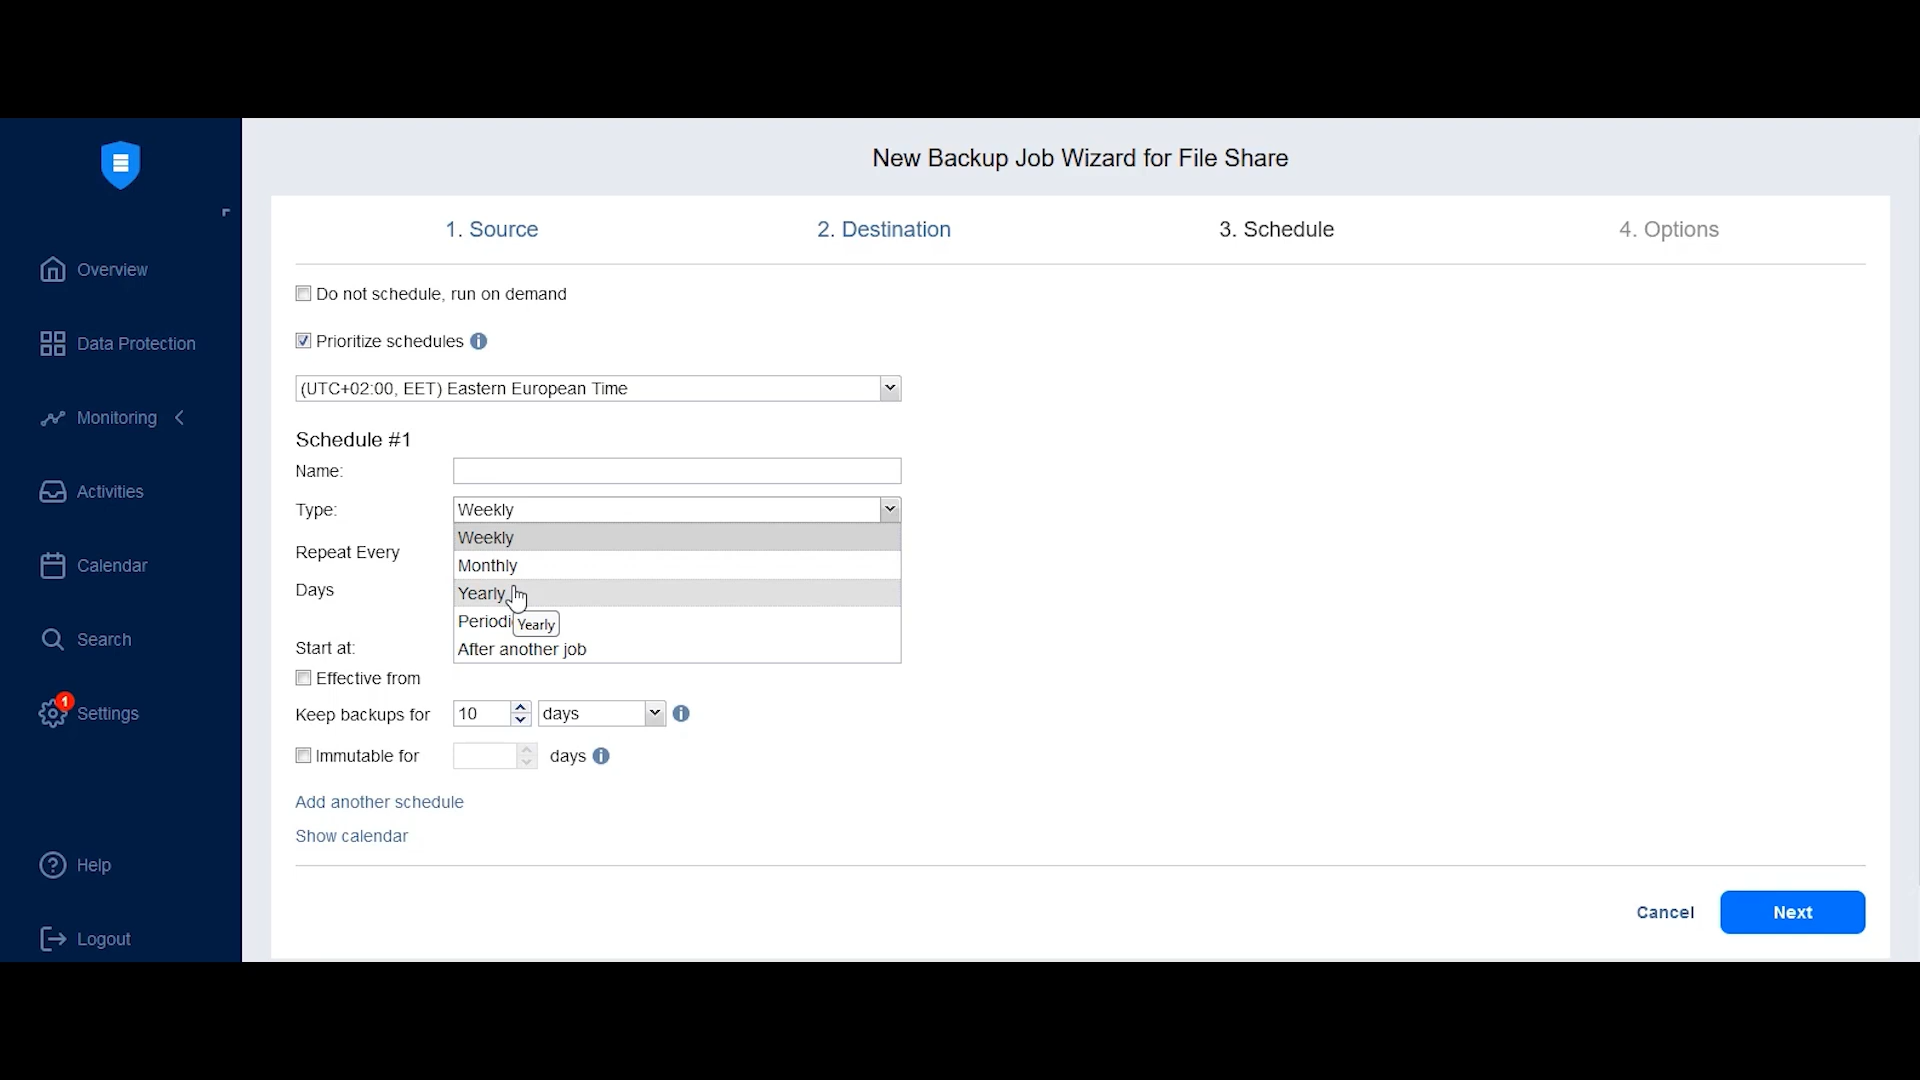 New Backup Job Wizard for File Share
1. Source
2. Destination
3. Schedule
4. Options
Overview
Data Protection
Monitoring
Activities
Calendar
Search
1
Settings
Help
Logout
Do not schedule, run on demand
Prioritize schedules
(UTC+02:00, EET) Eastern European Time
Schedule #1
Name:
Type:
Weekly
Weekly
Monthly
Yearly
Yearly
After another job
Repeat Every
Days
Start at:
Effective from
Keep backups for 10 days
Immutable for days
Add another schedule
Show calendar
Cancel
Next